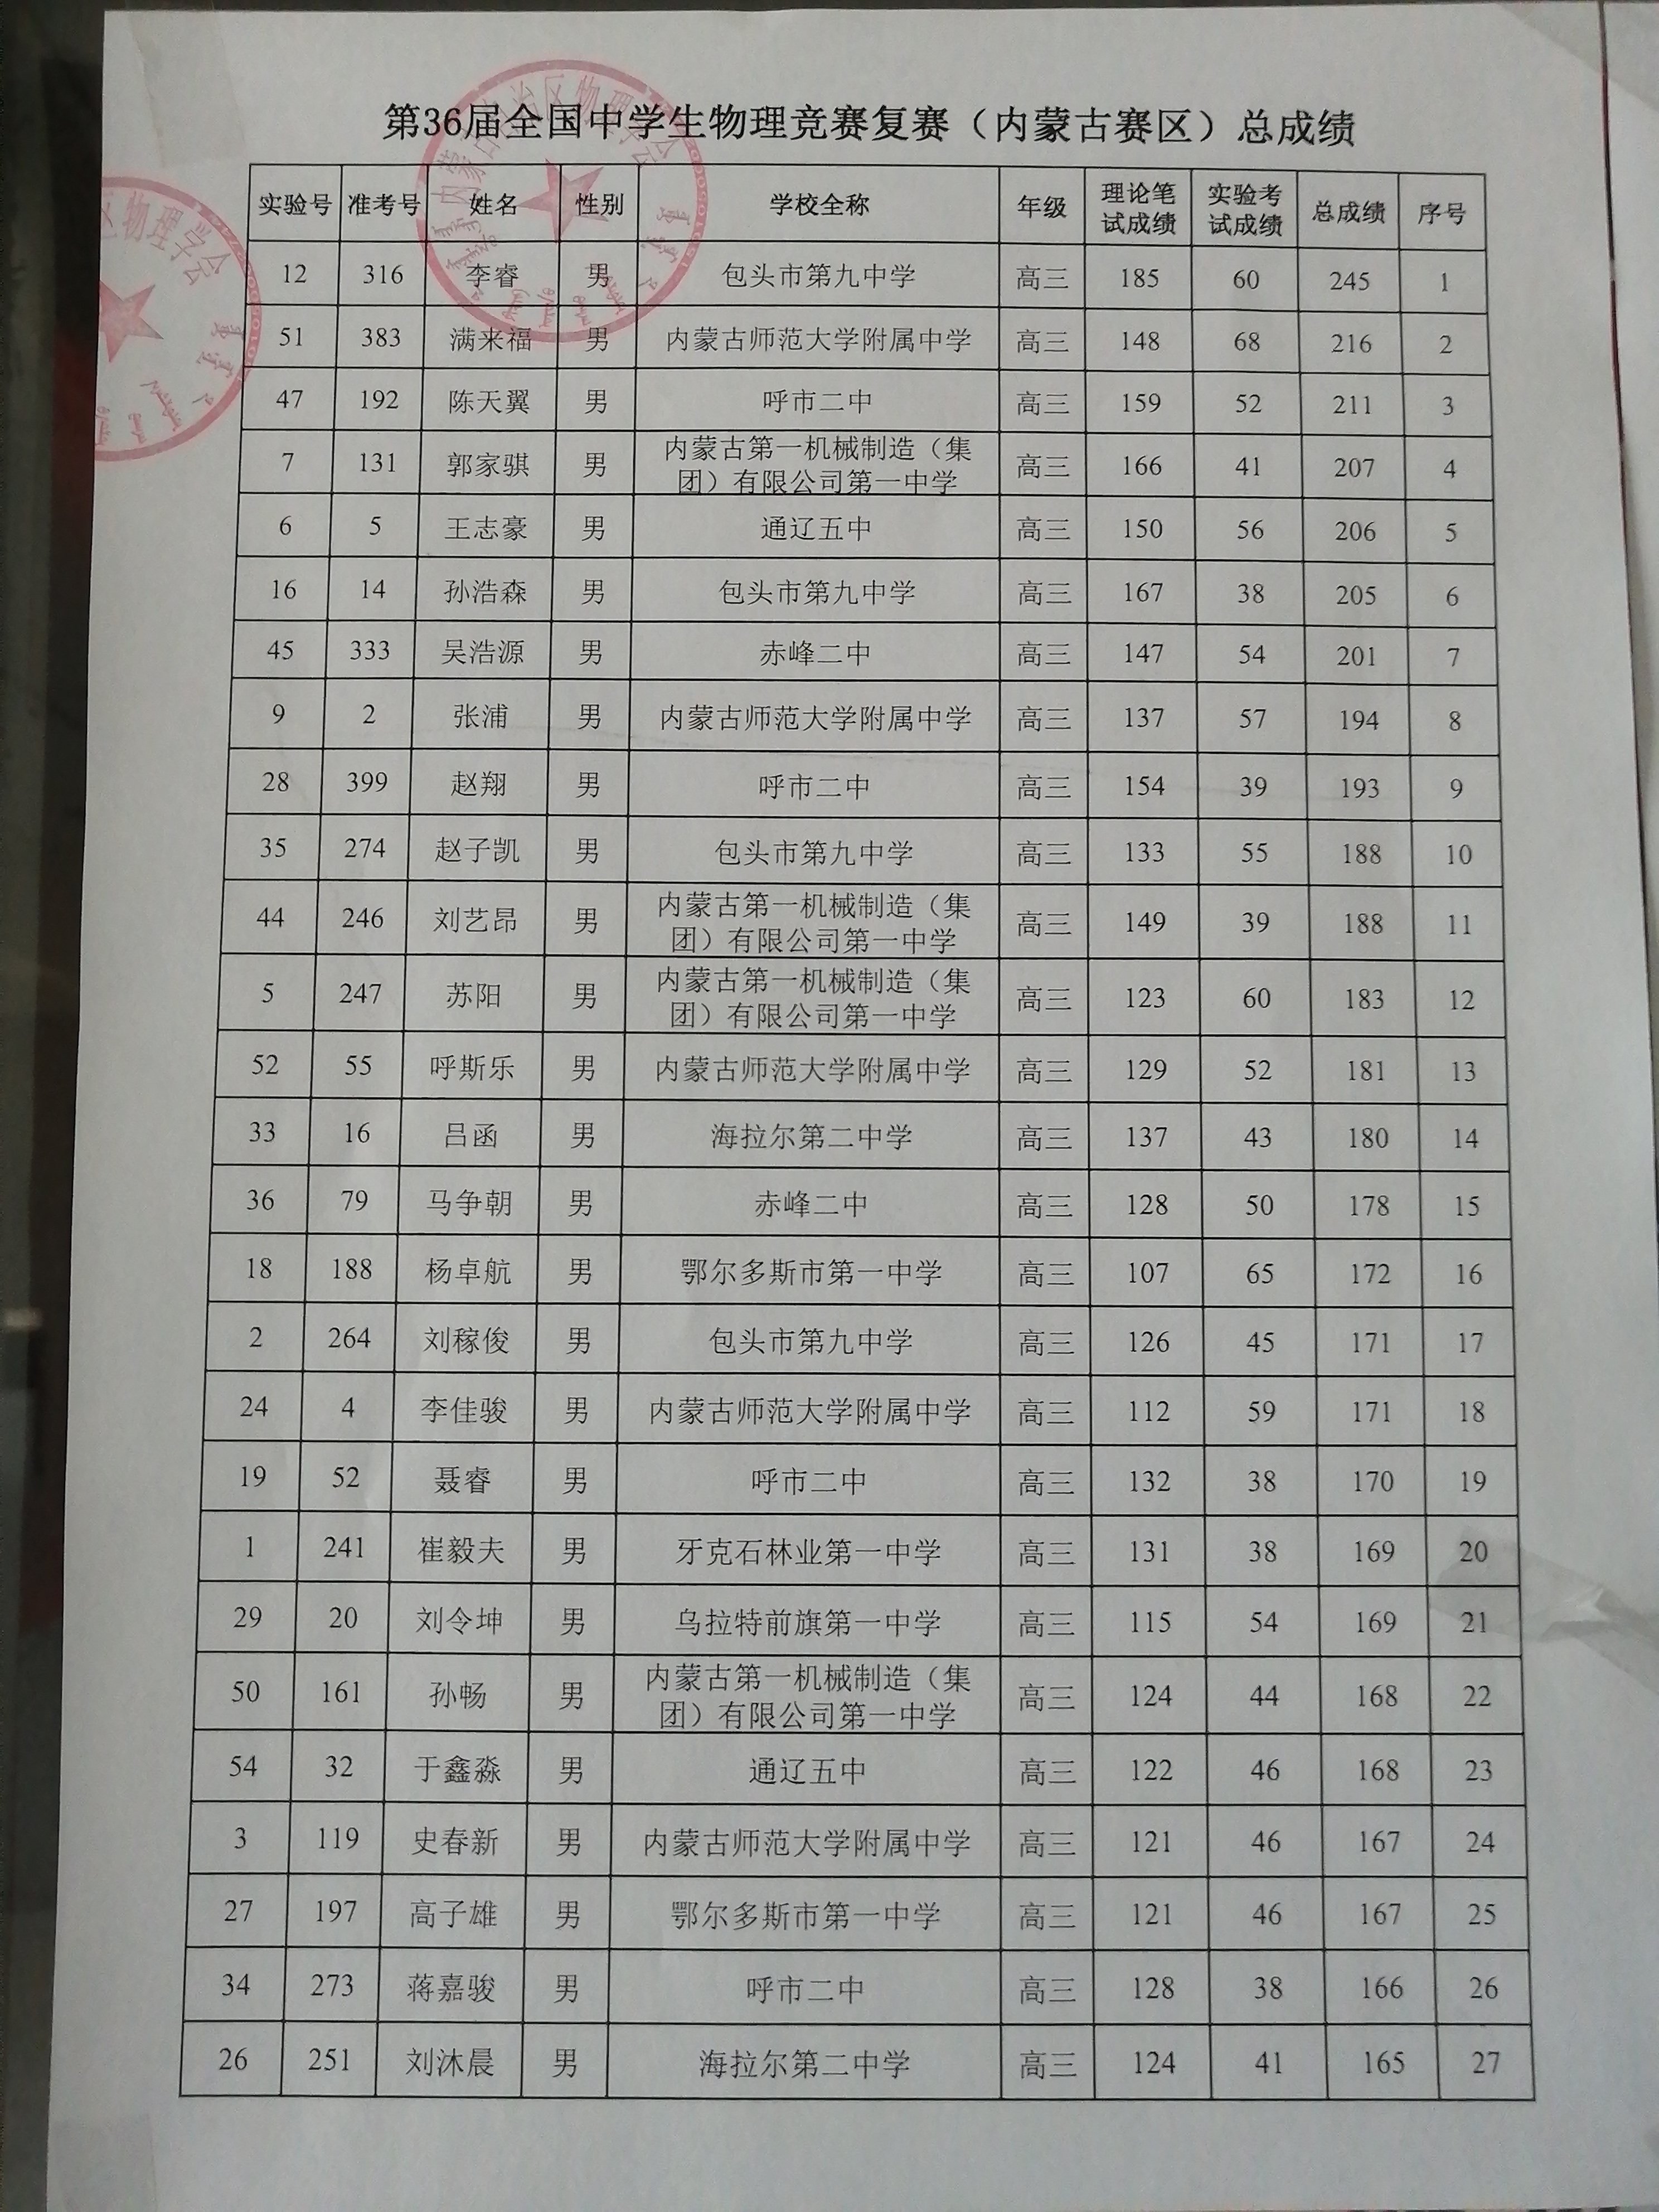 第36届全国中学生物理竞赛复赛（内蒙古赛区）总成绩
实验号 准考号 姓名 性别 学校全称 年级 理论笔试成绩 实验考试成绩 总成绩 序号
12 316 李睿 男 包头市第九中学 高三 185 60 245 1
51 383 满来福 男 内蒙古师范大学附属中学 高三 148 68 216 2
47 192 陈天翼 男 呼市二中 高三 159 52 211 3
7 131 郭家骐 男 内蒙古第一机械制造（集团）有限公司第一中学 高三 166 41 207 4
6 5 王志豪 男 通辽五中 高三 150 56 206 5
16 14 孙浩森 男 包头市第九中学 高三 167 38 205 6
45 333 吴浩源 男 赤峰二中 高三 147 54 201 7
9 2 张浦 男 内蒙古师范大学附属中学 高三 137 57 194 8
28 399 赵翔 男 呼市二中 高三 154 39 193 9
35 274 赵子凯 男 包头市第九中学 高三 133 55 188 10
44 246 刘艺昂 男 内蒙古第一机械制造（集团）有限公司第一中学 高三 149 39 188 11
5 247 苏阳 男 内蒙古第一机械制造（集团）有限公司第一中学 高三 123 60 183 12
52 55 呼斯乐 男 内蒙古师范大学附属中学 高三 129 52 181 13
33 16 吕函 男 海拉尔第二中学 高三 137 43 180 14
36 79 马争朝 男 赤峰二中 高三 128 50 178 15
18 188 杨卓航 男 鄂尔多斯市第一中学 高三 107 65 172 16
2 264 刘稼俊 男 包头市第九中学 高三 126 45 171 17
24 4 李佳骏 男 内蒙古师范大学附属中学 高三 112 59 171 18
19 52 聂睿 男 呼市二中 高三 132 38 170 19
1 241 崔毅夫 男 牙克石林业第一中学 高三 131 38 169 20
29 20 刘令坤 男 乌拉特前旗第一中学 高三 115 54 169 21
50 161 孙畅 男 内蒙古第一机械制造（集团）有限公司第一中学 高三 124 44 168 22
54 32 于鑫淼 男 通辽五中 高三 122 46 168 23
3 119 史春新 男 内蒙古师范大学附属中学 高三 121 46 167 24
27 197 高子雄 男 鄂尔多斯市第一中学 高三 121 46 167 25
34 273 蒋嘉骏 男 呼市二中 高三 128 38 166 26
26 251 刘沐晨 男 海拉尔第二中学 高三 124 41 165 27
内蒙古自治区物理学会
区物理学会